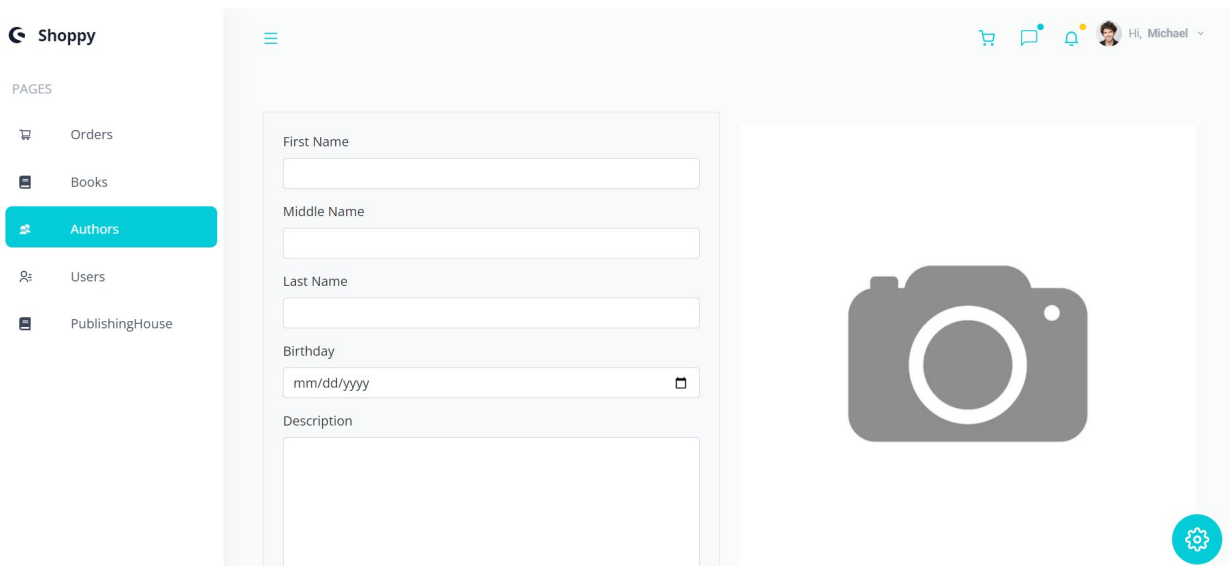 Shoppy
Hi, Michael
PAGES
Orders
Books
Authors
Users
PublishingHouse
First Name
Middle Name
Last Name
Birthday
mm/dd/yyyy
Description